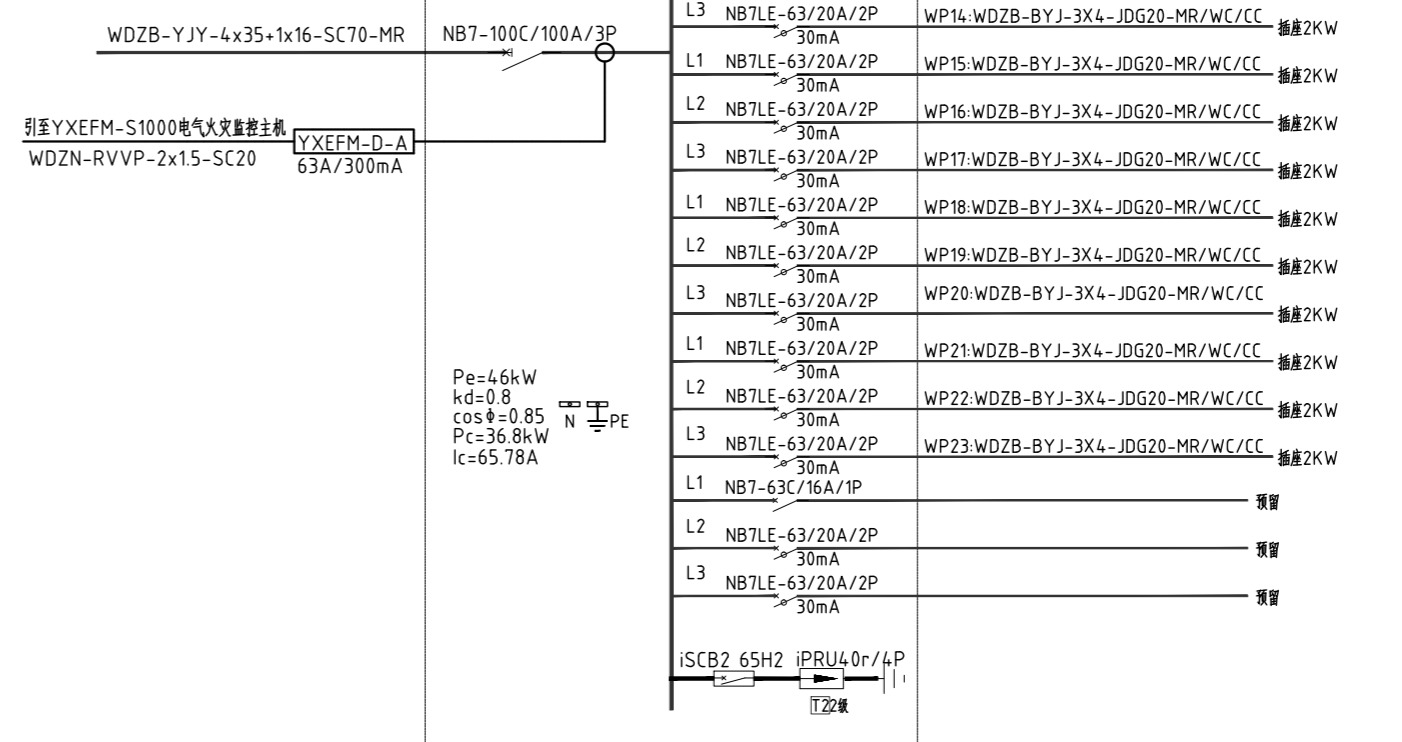 WDZB-YJY-4x35+1x16-SC70-MR
NB7-100C/100A/3P
引至YXEFM-S1000电气火灾监控主机
YXEFM-D-A
WDZN-RVVP-2x1.5-SC20
63A/300mA
Pe=46kW
kd=0.8
cosΦ=0.85
Pc=36.8kW
Ic=65.78A
N
PE
L3 NB7LE-63/20A/2P WP14:WDZB-BYJ-3X4-JDG20-MR/WC/CC 插座2KW
30mA
L1 NB7LE-63/20A/2P WP15:WDZB-BYJ-3X4-JDG20-MR/WC/CC 插座2KW
30mA
L2 NB7LE-63/20A/2P WP16:WDZB-BYJ-3X4-JDG20-MR/WC/CC 插座2KW
30mA
L3 NB7LE-63/20A/2P WP17:WDZB-BYJ-3X4-JDG20-MR/WC/CC 插座2KW
30mA
L1 NB7LE-63/20A/2P WP18:WDZB-BYJ-3X4-JDG20-MR/WC/CC 插座2KW
30mA
L2 NB7LE-63/20A/2P WP19:WDZB-BYJ-3X4-JDG20-MR/WC/CC 插座2KW
30mA
L3 NB7LE-63/20A/2P WP20:WDZB-BYJ-3X4-JDG20-MR/WC/CC 插座2KW
30mA
L1 NB7LE-63/20A/2P WP21:WDZB-BYJ-3X4-JDG20-MR/WC/CC 插座2KW
30mA
L2 NB7LE-63/20A/2P WP22:WDZB-BYJ-3X4-JDG20-MR/WC/CC 插座2KW
30mA
L3 NB7LE-63/20A/2P WP23:WDZB-BYJ-3X4-JDG20-MR/WC/CC 插座2KW
30mA
L1 NB7-63C/16A/1P 预留
L2 NB7LE-63/20A/2P 预留
30mA
L3 NB7LE-63/20A/2P 预留
30mA
iSCB2 65H2 iPRU40r/4P
T22级